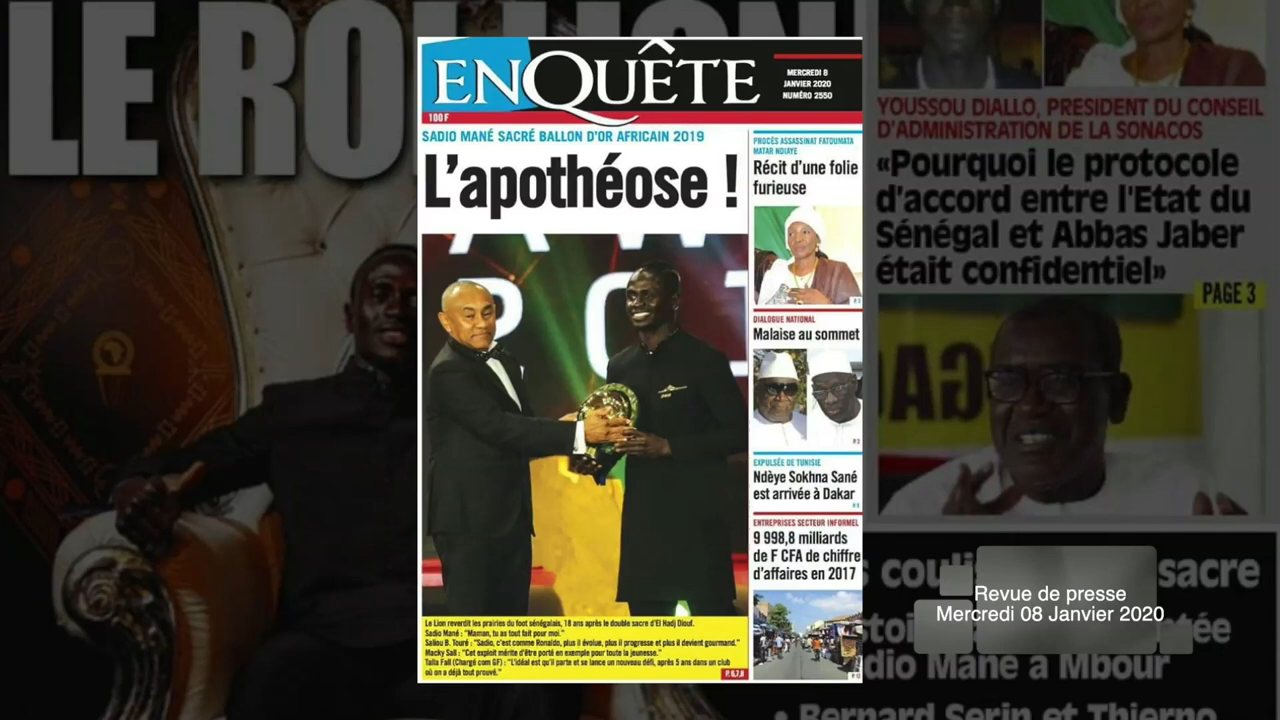 LE RO
ENQUÊTE
MERCREDI 8
JANVIER 2020
NUMÉRO 2550
100 F
SADIO MANÉ SACRÉ BALLON D'OR AFRICAIN 2019
L'apothéose !
Le Lion reverdit les prairies du foot sénégalais, 18 ans après le double sacre d'El Hadj Diouf.
Sadio Mané : "Maman, tu as tout fait pour moi."
Saliou B. Touré : "Sadio, c'est comme Ronaldo, plus il évolue, plus il progresse et plus il devient gourmand."
Macky Sall : "Cet exploit mérite d'être porté en exemple pour toute la jeunesse."
Talla Fall (Chargé com GF) : "L'idéal est qu'il parte et se lance un nouveau défi, après 5 ans dans un club
où on a déjà tout prouvé."
P. 6,7,8
PROCÈS ASSASSINAT FATOUMATA
MATAR NDIAYE
Récit d'une folie
furieuse
DIALOGUE NATIONAL
Malaise au sommet
EXPULSÉE DE TUNISIE
Ndèye Sokhna Sané
est arrivée à Dakar
ENTREPRISES SECTEUR INFORMEL
9 998,8 milliards
de F CFA de chiffre
d'affaires en 2017
YOUSSOU DIALLO, PRESIDENT DU CONSEIL
D'ADMINISTRATION DE LA SONACOS
«Pourquoi le protocole
d'accord entre l'Etat du
Sénégal et Abbas Jaber
était confidentiel»
PAGE 3
sacre
Revue de presse
Mercredi 08 Janvier 2020
dio Mané à Mbour
• Bernard Serin et Thierno